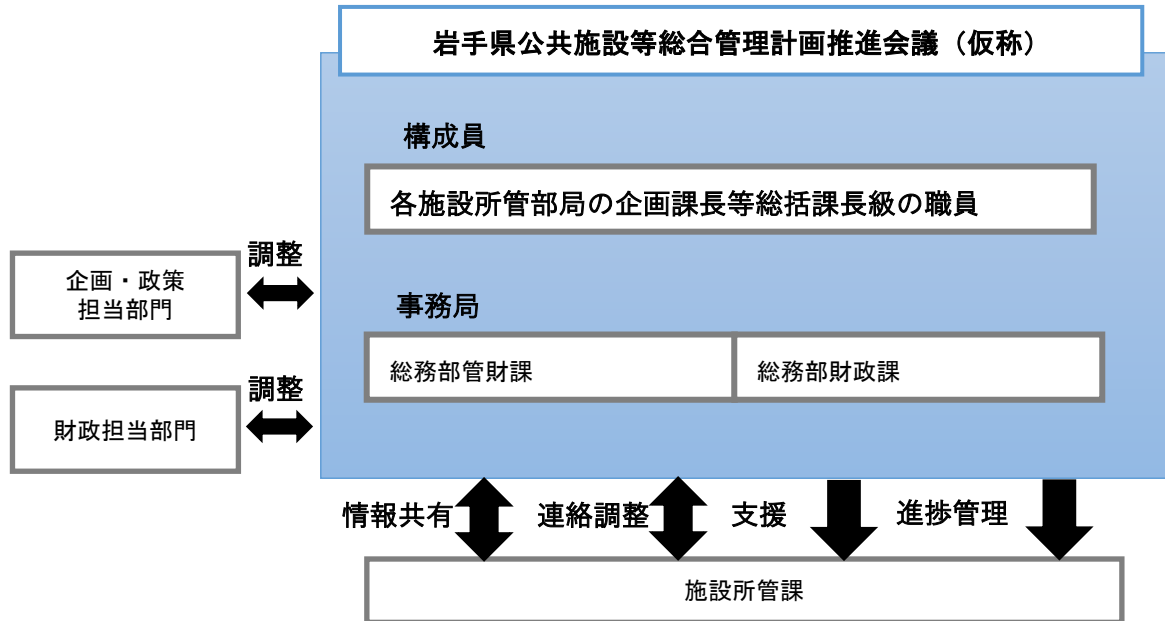 岩手県公共施設等総合管理計画推進会議（仮称）
構成員
各施設所管部局の企画課長等総括課長級の職員
調整
企画・政策
担当部門
事務局
総務部管財課
総務部財政課
調整
財政担当部門
情報共有
連絡調整
支援
進捗管理
施設所管課